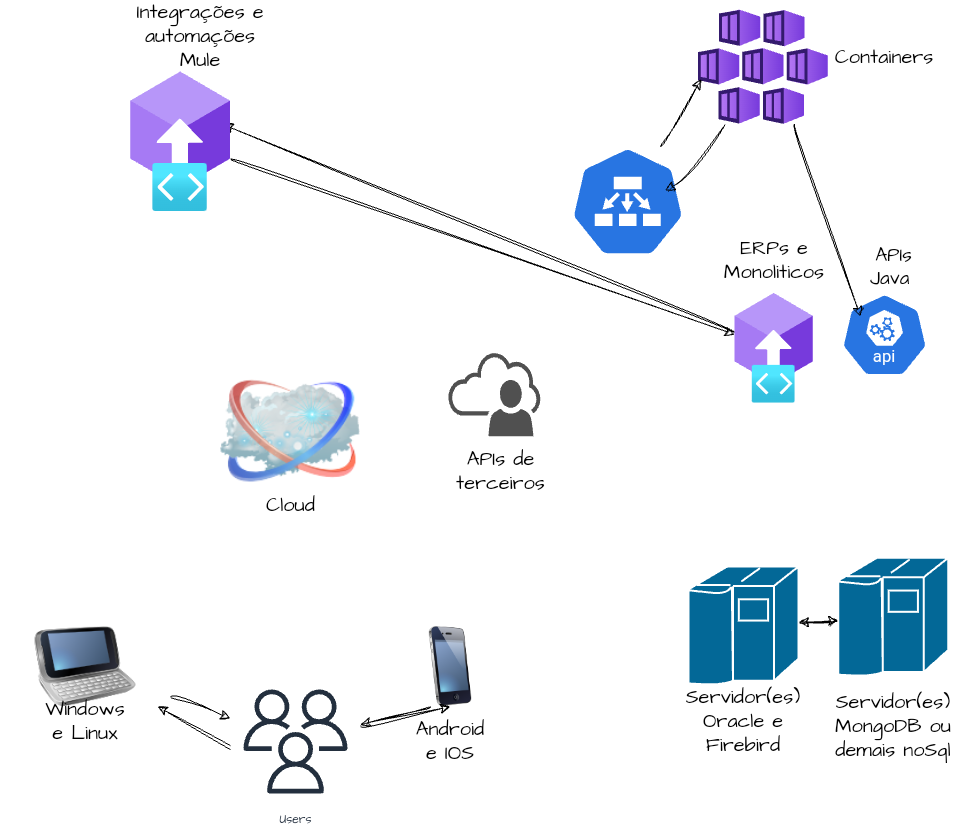 Integrações e
automações
Mule
Containers
ERPs e
Monoliticos
APIs
Java
api
APIs de
terceiros
Cloud
Windows
e Linux
Android
e IOS
Users
Servidor(es)
Oracle e
Firebird
Servidor(es)
MongoDB ou
demais noSql